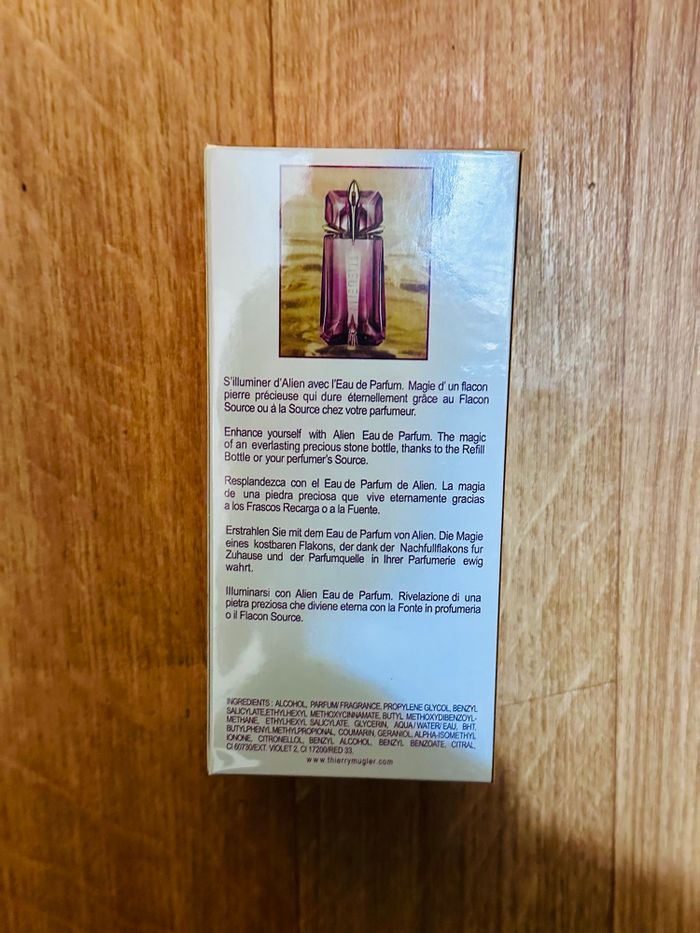 S'illuminer d'Alien avec l'Eau de Parfum. Magie d' un flacon
pierre précieuse qui dure éternellement grâce au Flacon
Source ou à la Source chez votre parfumeur.
Enhance yourself with Alien Eau de Parfum. The magic
of an everlasting precious stone bottle, thanks to the Refill
Bottle or your perfumer's Source.
Resplandezca con el Eau de Parfum de Alien. La magia
de una piedra preciosa que vive eternamente gracias
a los Frascos Recarga o a la Fuente.
Erstrahlen Sie mit dem Eau de Parfum von Alien. Die Magie
eines kostbaren Flakons, der dank der Nachfullflakons fur
Zuhause und der Parfumquelle in Ihrer Parfumerie ewig
wahrt.
Illuminarsi con Alien Eau de Parfum. Rivelazione di una
pietra preziosa che diviene eterna con la Fonte in profumeria
o il Flacon Source.
INGREDIENTS : ALCOHOL, PARFUM/ FRAGRANCE, PROPYLENE GLYCOL, BENZYL
SALICYLATE,ETHYLHEXYL METHOXYCINNAMATE, BUTYL METHOXYDIBENZOYL-
METHANE, ETHYLHEXYL SALICYLATE, GLYCERIN, AQUA/ WATER/ EAU, BHT,
BUTYLPHENYL METHYLPROPIONAL, COUMARIN, GERANIOL, ALPHA-ISOMETHYL
IONONE, CITRONELLOL, BENZYL ALCOHOL, BENZYL BENZOATE, CITRAL,
CI 60730/EXT. VIOLET 2, CI 17200/RED 33.
www.thierrymugler.com